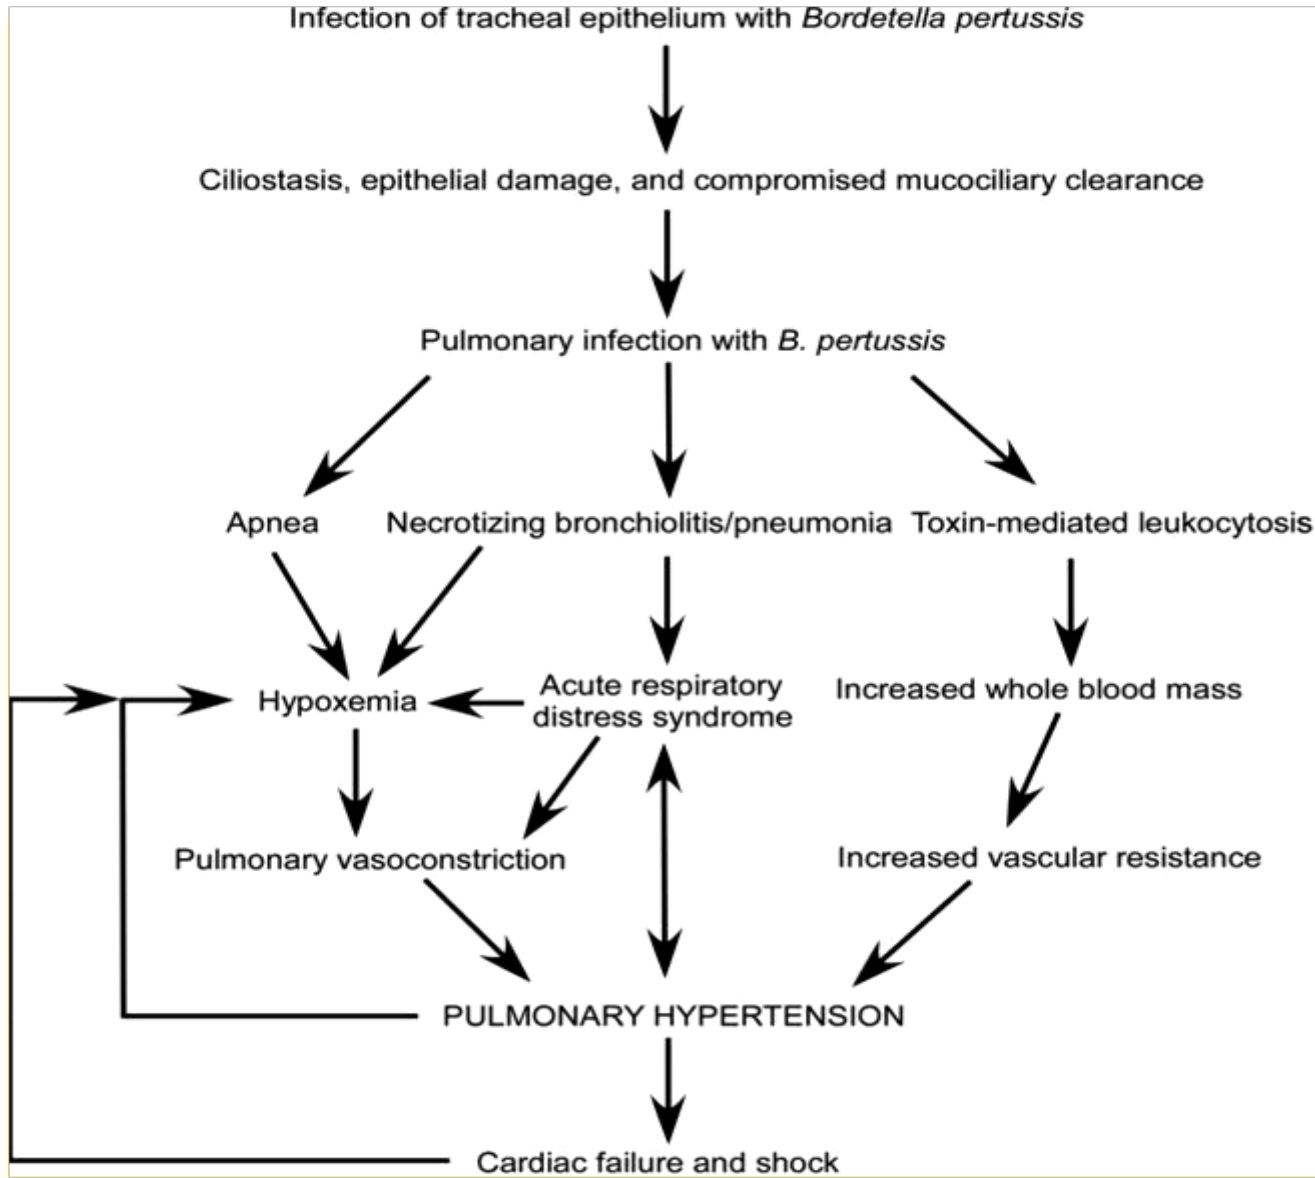 Infection of tracheal epithelium with Bordetella pertussis
Ciliostasis, epithelial damage, and compromised mucociliary clearance
Pulmonary infection with B. pertussis
Apnea
Necrotizing bronchiolitis/pneumonia
Toxin-mediated leukocytosis
Hypoxemia
Acute respiratory
distress syndrome
Increased whole blood mass
Pulmonary vasoconstriction
Increased vascular resistance
PULMONARY HYPERTENSION
Cardiac failure and shock